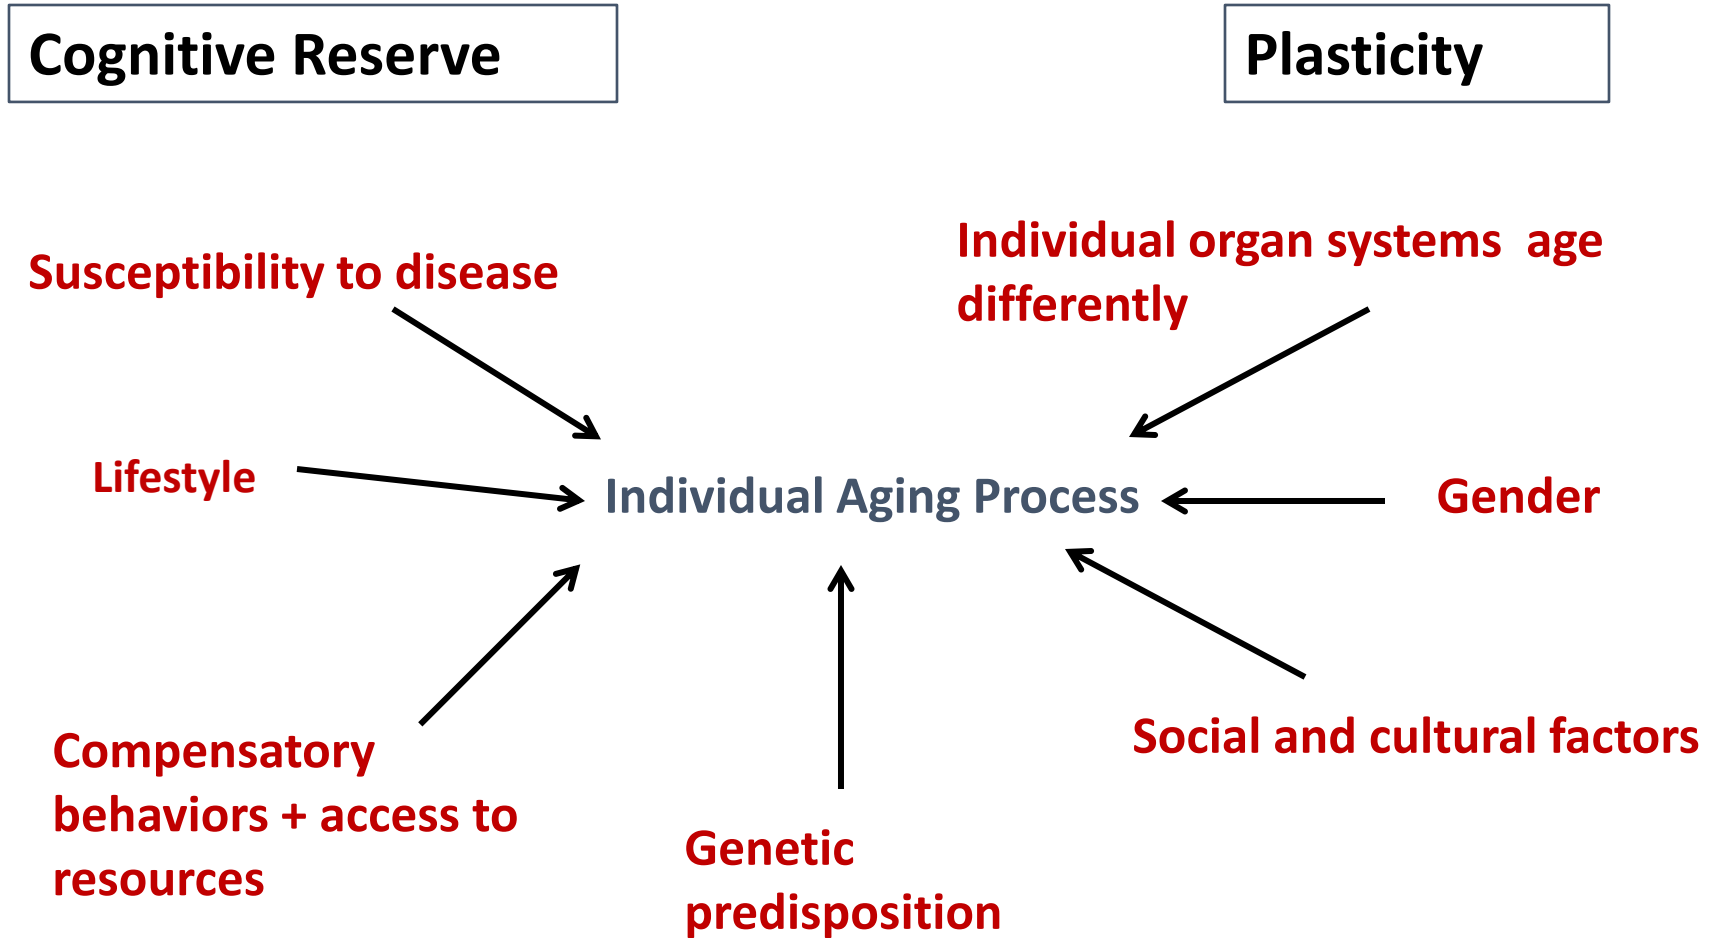 Cognitive Reserve
Plasticity
Susceptibility to disease
Individual organ systems  age
differently
Lifestyle
Individual Aging Process
Gender
Compensatory
behaviors + access to
resources
Genetic
predisposition
Social and cultural factors